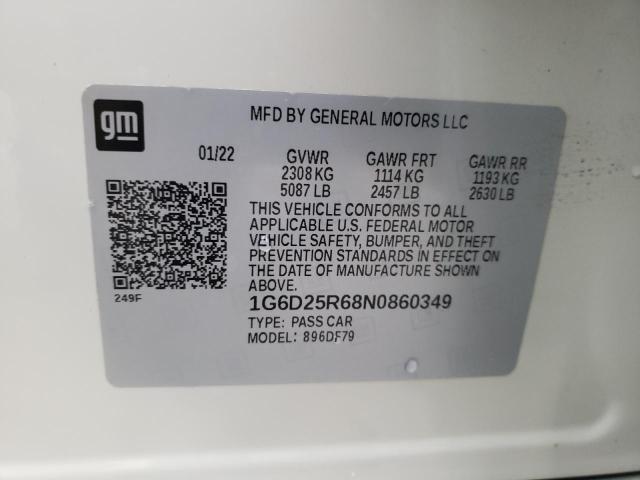 gm
MFD BY GENERAL MOTORS LLC
01/22 GVWR GAWR FRT GAWR RR
2308 KG 1114 KG 1193 KG
5087 LB 2457 LB 2630 LB
THIS VEHICLE CONFORMS TO ALL
APPLICABLE U.S. FEDERAL MOTOR
VEHICLE SAFETY, BUMPER, AND THEFT
PREVENTION STANDARDS IN EFFECT ON
THE DATE OF MANUFACTURE SHOWN
ABOVE.
249F
1G6D25R68N0860349
TYPE: PASS CAR
MODEL: 896DF79